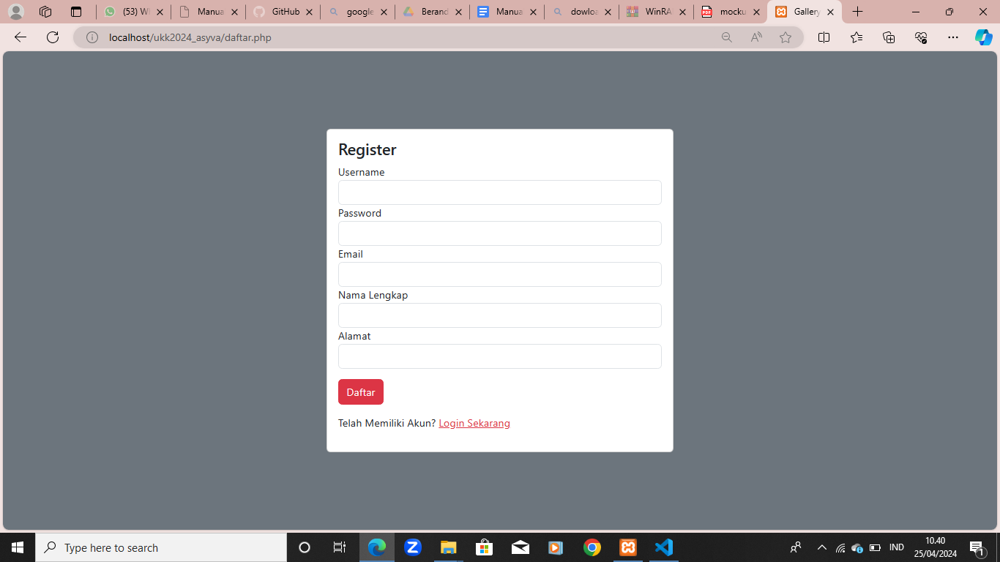 (53) W
Manua
GitHub
google
Berand
Manua
dowloa
WinRA
mocku
Gallery
localhost/ukk2024_asyva/daftar.php
Register
Username
Password
Email
Nama Lengkap
Alamat
Daftar
Telah Memiliki Akun? Login Sekarang
Type here to search
IND
10.40
25/04/2024
1